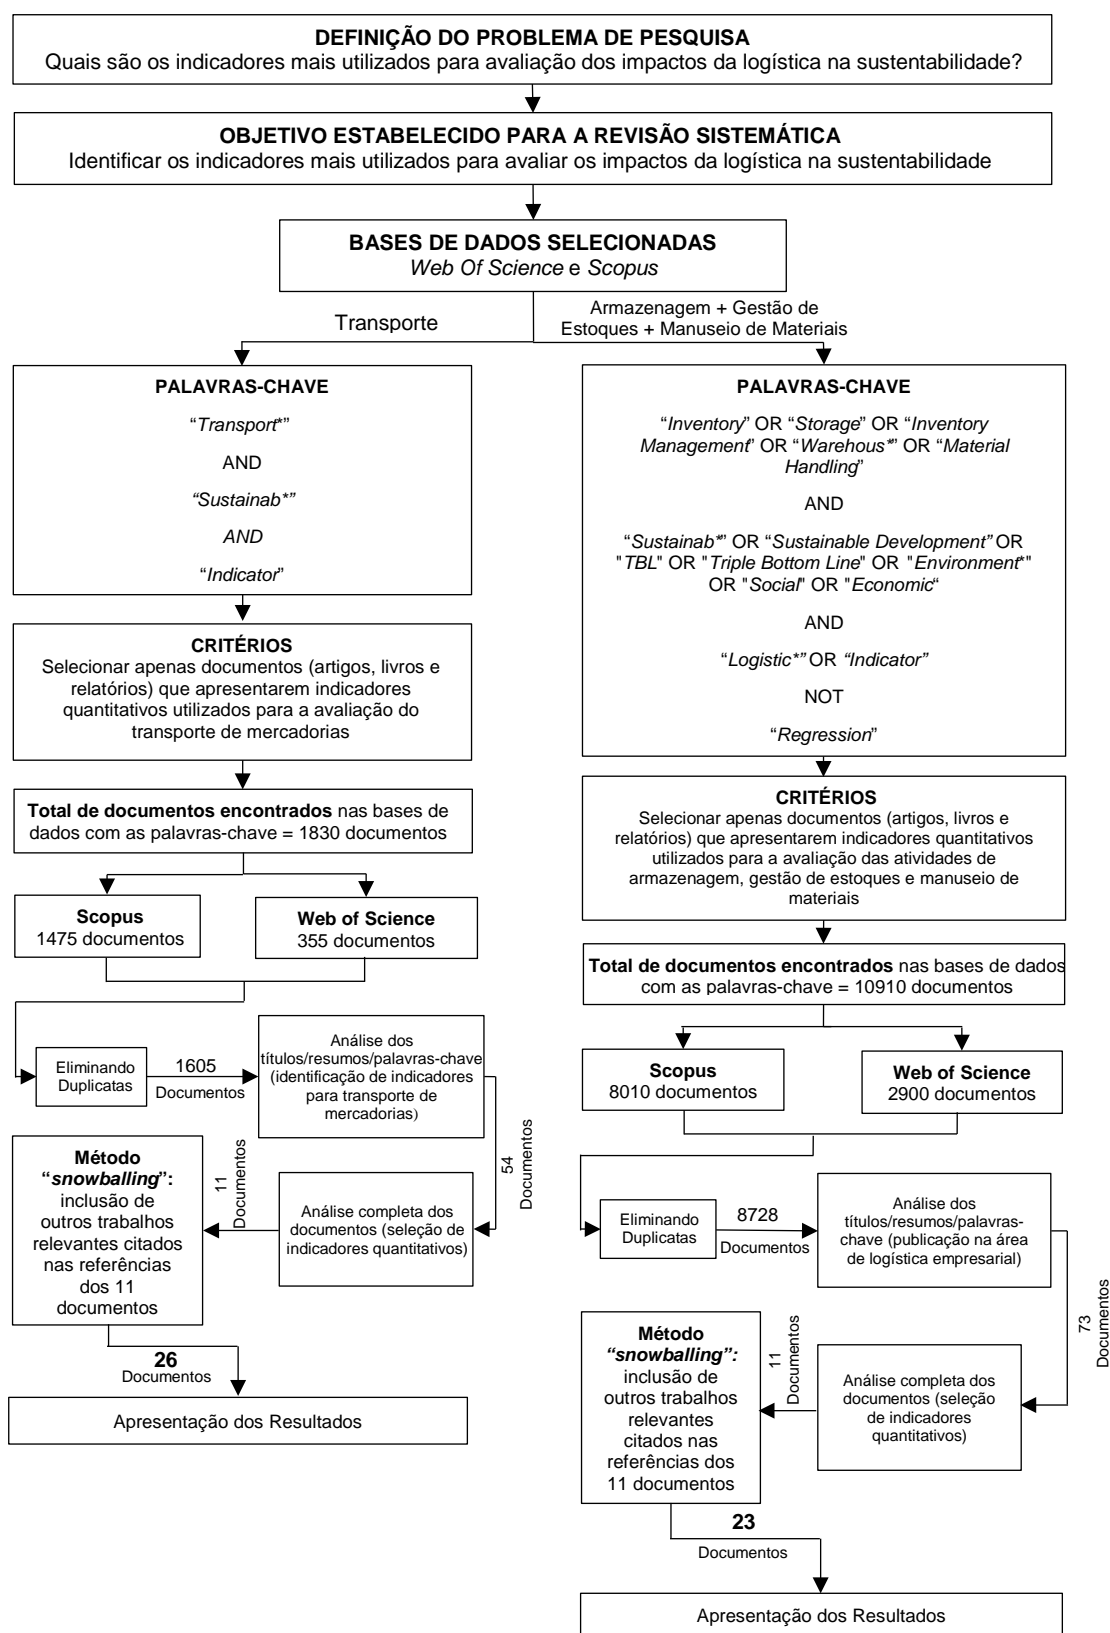 DEFINIÇÃO DO PROBLEMA DE PESQUISA
Quais são os indicadores mais utilizados para avaliação dos impactos da logística na sustentabilidade?
OBJETIVO ESTABELECIDO PARA A REVISÃO SISTEMÁTICA
Identificar os indicadores mais utilizados para avaliar os impactos da logística na sustentabilidade
BASES DE DADOS SELECIONADAS
Web Of Science e Scopus
Transporte
Armazenagem + Gestão de
Estoques + Manuseio de Materiais
PALAVRAS-CHAVE
“Transport*”
AND
“Sustainab*”
AND
“Indicator”
CRITÉRIOS
Selecionar apenas documentos (artigos, livros e
relatórios) que apresentarem indicadores
quantitativos utilizados para a avaliação do
transporte de mercadorias
Total de documentos encontrados nas bases de
dados com as palavras-chave = 1830 documentos
Scopus
1475 documentos
Web of Science
355 documentos
Eliminando
Duplicatas
1605
Documentos
Análise dos
títulos/resumos/palavras-chave
(identificação de indicadores
para transporte de
mercadorias)
54
Documentos
Análise completa dos
documentos (seleção de
indicadores quantitativos)
11
Documentos
Método
“snowballing”:
inclusão de
outros trabalhos
relevantes citados
nas referências
dos 11
documentos
26
Documentos
Apresentação dos Resultados
PALAVRAS-CHAVE
“Inventory” OR “Storage” OR “Inventory
Management” OR “Warehous*” OR “Material
Handling”
AND
“Sustainab*” OR “Sustainable Development” OR
"TBL" OR "Triple Bottom Line" OR "Environment*"
OR "Social" OR "Economic“
AND
“Logistic*” OR “Indicator”
NOT
“Regression”
CRITÉRIOS
Selecionar apenas documentos (artigos, livros e
relatórios) que apresentarem indicadores quantitativos
utilizados para a avaliação das atividades de
armazenagem, gestão de estoques e manuseio de
materiais
Total de documentos encontrados nas bases de dados
com as palavras-chave = 10910 documentos
Scopus
8010 documentos
Web of Science
2900 documentos
Eliminando
Duplicatas
8728
Documentos
Análise dos
títulos/resumos/palavras-
chave (publicação na área
de logística empresarial)
73
Documentos
Análise completa dos
documentos (seleção
de indicadores
quantitativos)
11
Documentos
Método
“snowballing”:
inclusão de
outros trabalhos
relevantes
citados nas
referências dos
11 documentos
23
Documentos
Apresentação dos Resultados